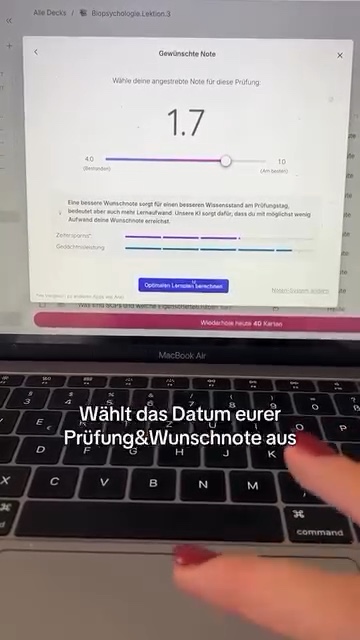 Alle Decks / Biopsychologie Lektion 3
Gewünschte Note
Wähle deine angestrebte Note für diese Prüfung:
1.7
4.0
1.0
(Bestanden)
(Am besten)
Eine bessere Wunschnote sorgt für einen besseren Wissensstand am Prüfungstag,
bedeutet aber auch mehr Lernaufwand. Unsere KI sorgt dafür, dass du mit möglichst wenig
Aufwand deine Wunschnote erreichst.
Zeitersparnis*
Gedächtnisleistung
Optimalen Lernplan berechnen
Wiederhole heute 40 Karten
MacBook Air
Wählt das Datum eurer
Prüfung&Wunschnote aus
E
P
D
F
G
H
J
K
X
C
V
B
N
M
⌘
command